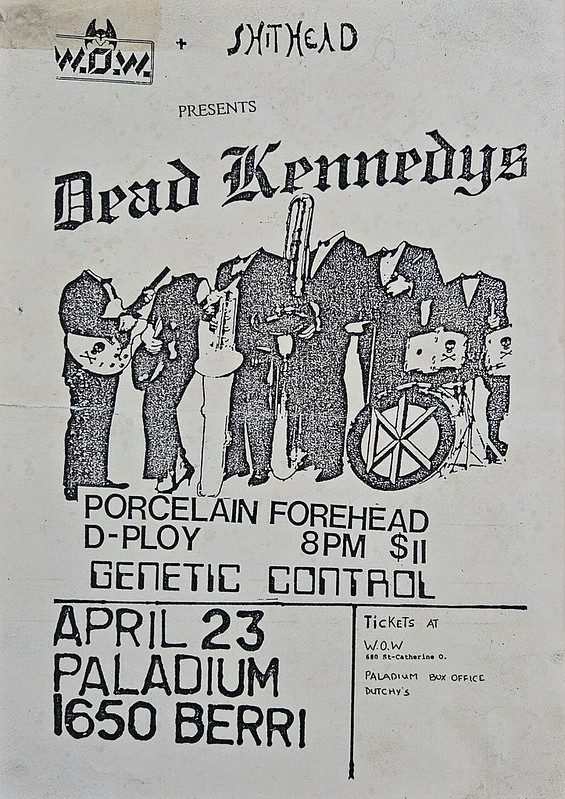 W.O.W. + SHITHEAD
PRESENTS
Dead Kennedys
DK
PORCELAIN FOREHEAD
D-PLOY 8PM $11
GENETIC CONTROL
APRIL 23
PALADIUM
1650 BERRI
TICKETS AT
W.O.W
680 St-Catherine O.
PALADIUM BOX OFFICE
DUTCHY'S